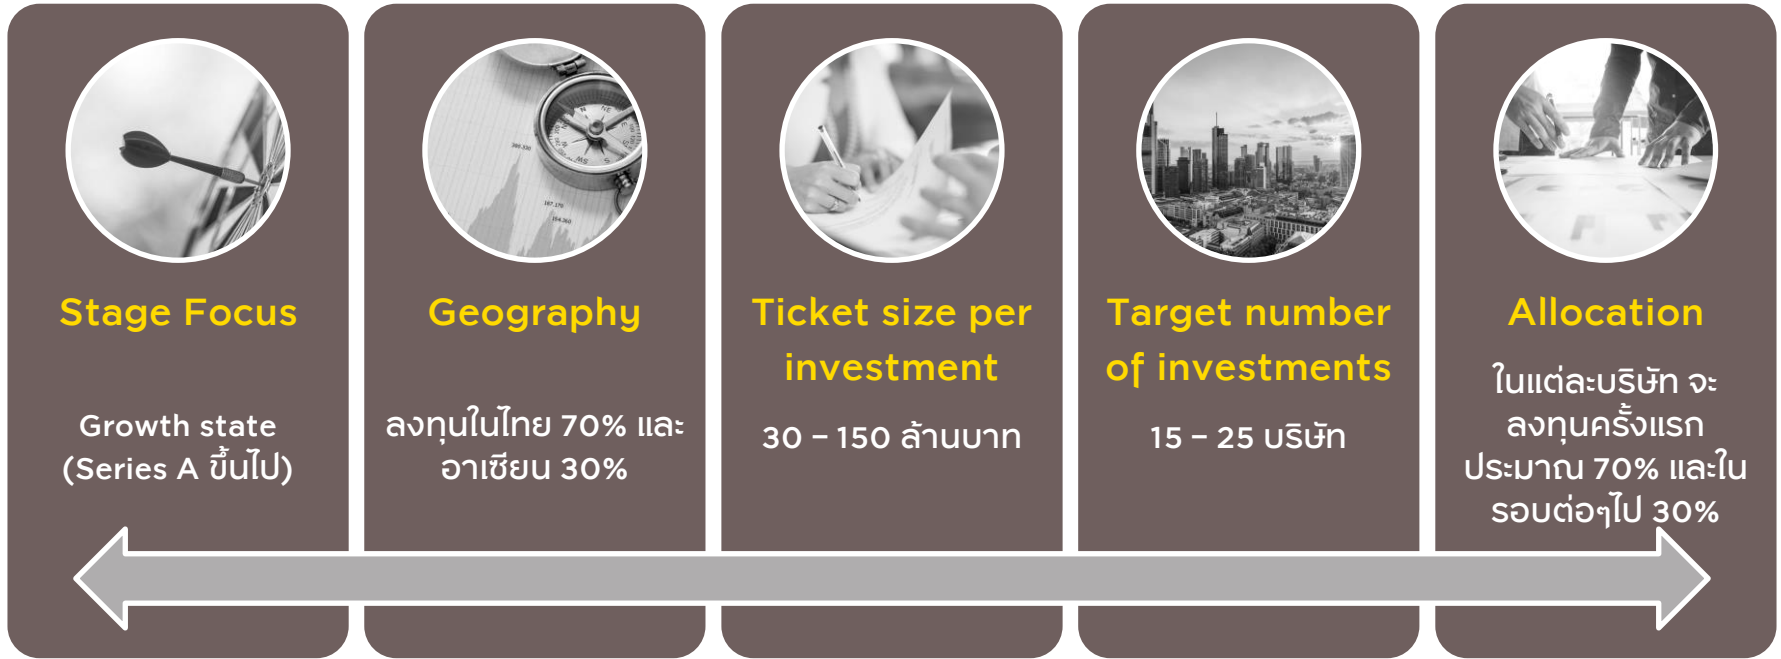 Stage Focus
Growth state
(Series A ขึ้นไป)
Geography
ลงทุนในไทย 70% และ
อาเซียน 30%
Ticket size per
investment
30 – 150 ล้านบาท
Target number
of investments
15 – 25 บริษัท
Allocation
ในแต่ละบริษัท จะ
ลงทุนครั้งแรก
ประมาณ 70% และใน
รอบต่อๆไป 30%